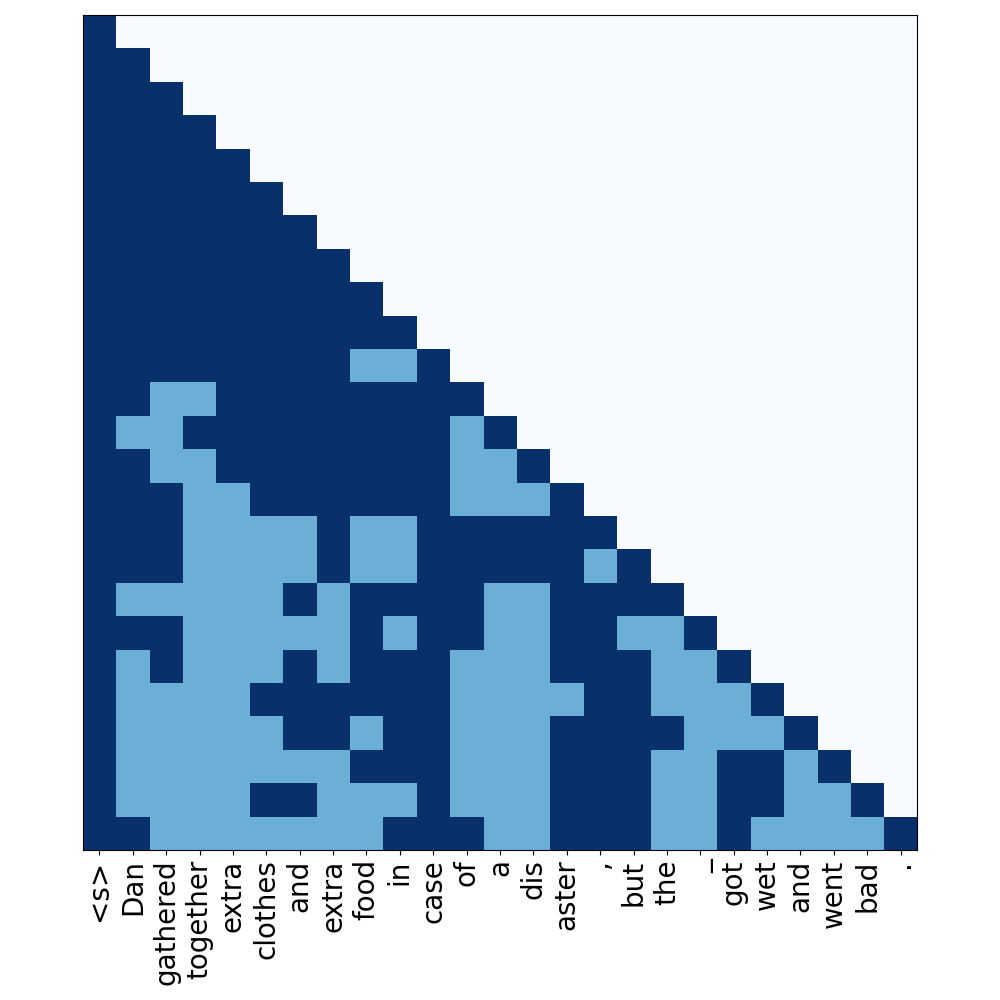 <s> Dan gathered together extra clothes and extra food in case of a dis aster , but the _ got wet and went bad .